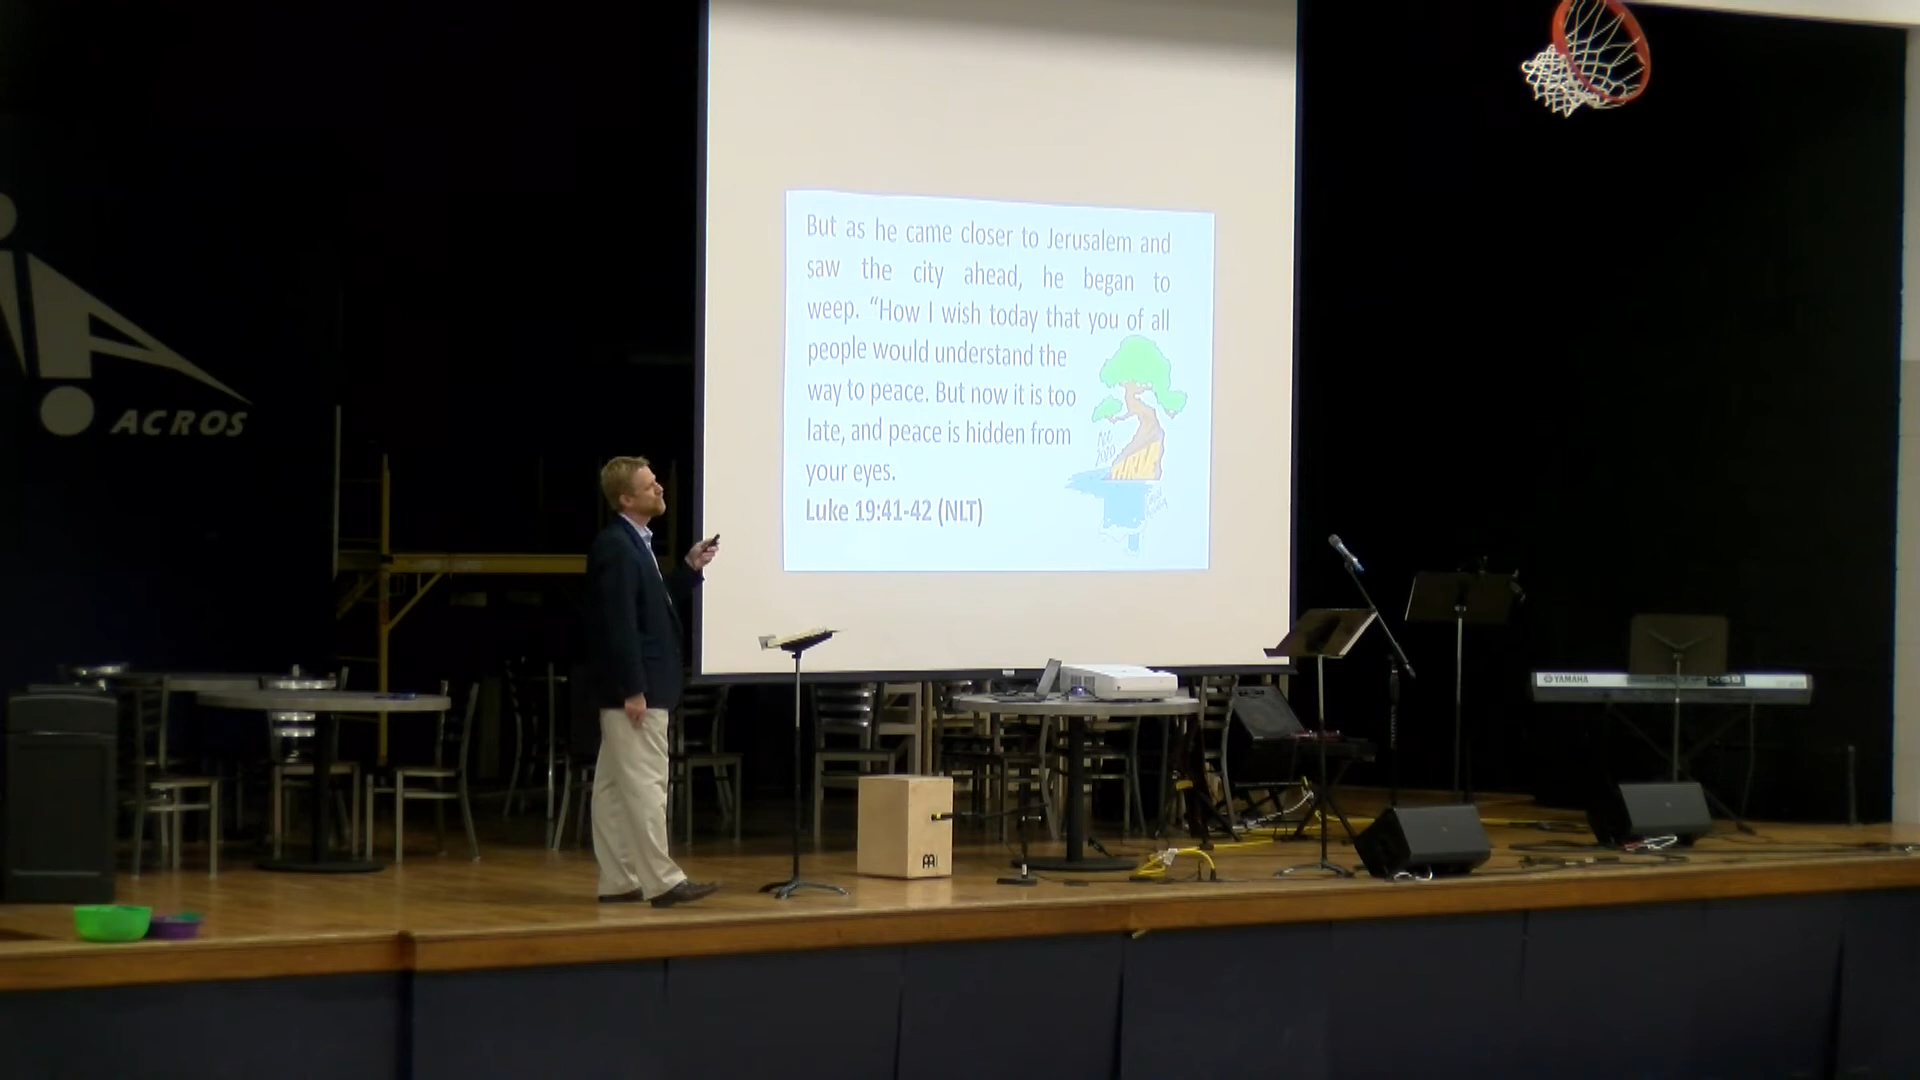 But as he came closer to Jerusalem and
saw the city ahead, he began to
weep. “How I wish today that you of all
people would understand the
way to peace. But now it is too
late, and peace is hidden from
your eyes.
Luke 19:41-42 (NLT)
2020
THRIVE
ACROS
YAMAHA